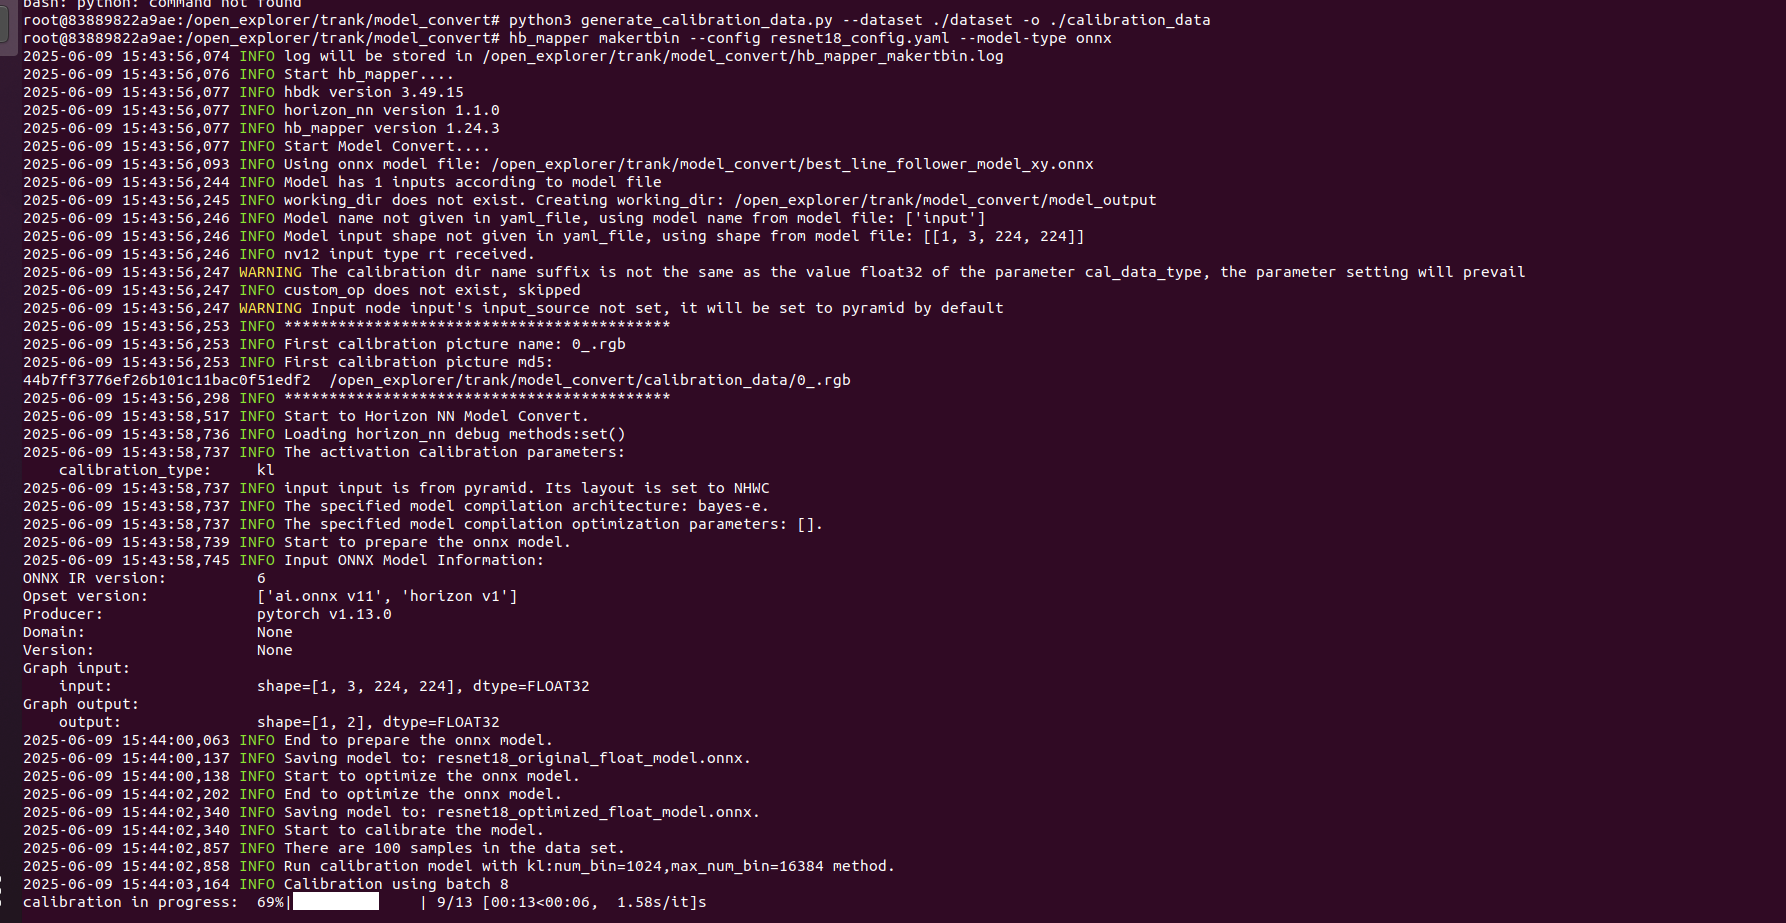 bash: python: command not found
root@83889822a9ae:/open_explorer/trank/model_convert# python3 generate_calibration_data.py --dataset ./dataset -o ./calibration_data
root@83889822a9ae:/open_explorer/trank/model_convert# hb_mapper makertbin --config resnet18_config.yaml --model-type onnx
2025-06-09 15:43:56,074 INFO log will be stored in /open_explorer/trank/model_convert/hb_mapper_makertbin.log
2025-06-09 15:43:56,076 INFO Start hb_mapper....
2025-06-09 15:43:56,077 INFO hbdk version 3.49.15
2025-06-09 15:43:56,077 INFO horizon_nn version 1.1.0
2025-06-09 15:43:56,077 INFO hb_mapper version 1.24.3
2025-06-09 15:43:56,077 INFO Start Model Convert....
2025-06-09 15:43:56,093 INFO Using onnx model file: /open_explorer/trank/model_convert/best_line_follower_model_xy.onnx
2025-06-09 15:43:56,244 INFO Model has 1 inputs according to model file
2025-06-09 15:43:56,245 INFO working_dir does not exist. Creating working_dir: /open_explorer/trank/model_convert/model_output
2025-06-09 15:43:56,246 INFO Model name not given in yaml_file, using model name from model file: ['input']
2025-06-09 15:43:56,246 INFO Model input shape not given in yaml_file, using shape from model file: [[1, 3, 224, 224]]
2025-06-09 15:43:56,246 INFO nv12 input type rt received.
2025-06-09 15:43:56,247 WARNING The calibration dir name suffix is not the same as the value float32 of the parameter cal_data_type, the parameter setting will prevail
2025-06-09 15:43:56,247 INFO custom_op does not exist, skipped
2025-06-09 15:43:56,247 WARNING Input node input's input_source not set, it will be set to pyramid by default
2025-06-09 15:43:56,253 INFO *******************************************
2025-06-09 15:43:56,253 INFO First calibration picture name: 0_.rgb
2025-06-09 15:43:56,253 INFO First calibration picture md5:
44b7ff3776ef26b101c11bac0f51edf2  /open_explorer/trank/model_convert/calibration_data/0_.rgb
2025-06-09 15:43:56,298 INFO *******************************************
2025-06-09 15:43:58,517 INFO Start to Horizon NN Model Convert.
2025-06-09 15:43:58,736 INFO Loading horizon_nn debug methods:set()
2025-06-09 15:43:58,737 INFO The activation calibration parameters:
    calibration_type:     kl
2025-06-09 15:43:58,737 INFO input input is from pyramid. Its layout is set to NHWC
2025-06-09 15:43:58,737 INFO The specified model compilation architecture: bayes-e.
2025-06-09 15:43:58,737 INFO The specified model compilation optimization parameters: [].
2025-06-09 15:43:58,739 INFO Start to prepare the onnx model.
2025-06-09 15:43:58,745 INFO Input ONNX Model Information:
ONNX IR version:          6
Opset version:            ['ai.onnx v11', 'horizon v1']
Producer:                 pytorch v1.13.0
Domain:                   None
Version:                  None
Graph input:
    input:                shape=[1, 3, 224, 224], dtype=FLOAT32
Graph output:
    output:               shape=[1, 2], dtype=FLOAT32
2025-06-09 15:44:00,063 INFO End to prepare the onnx model.
2025-06-09 15:44:00,137 INFO Saving model to: resnet18_original_float_model.onnx.
2025-06-09 15:44:00,138 INFO Start to optimize the onnx model.
2025-06-09 15:44:02,202 INFO End to optimize the onnx model.
2025-06-09 15:44:02,340 INFO Saving model to: resnet18_optimized_float_model.onnx.
2025-06-09 15:44:02,340 INFO Start to calibrate the model.
2025-06-09 15:44:02,857 INFO There are 100 samples in the data set.
2025-06-09 15:44:02,858 INFO Run calibration model with kl:num_bin=1024,max_num_bin=16384 method.
2025-06-09 15:44:03,164 INFO Calibration using batch 8
calibration in progress:  69%|          | 9/13 [00:13<00:06,  1.58s/it]s